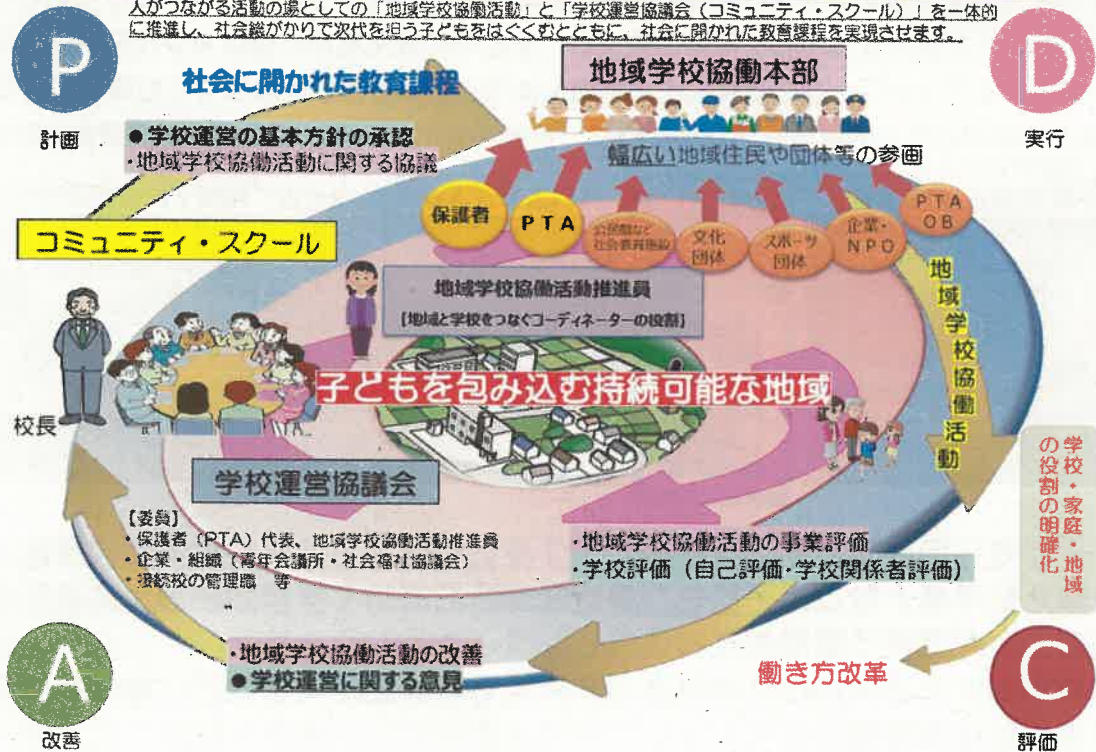 人がつながる活動の場としての「地域学校協働活動」と「学校運営協議会（コミュニティ・スクール）」を一体的
に推進し、社会総がかりで次代を担う子どもをはぐくむとともに、社会に開かれた教育課程を実現させます。
P
計画
社会に開かれた教育課程
地域学校協働本部
D
実行
●学校運営の基本方針の承認
・地域学校協働活動に関する協議
幅広い地域住民や団体等の参画
コミュニティ・スクール
保護者
PTA
公民館など
社会教育施設
文化
団体
スポーツ
団体
企業・
NPO
PTA
OB
地域学校協働活動推進員
【地域と学校をつなぐコーディネーターの役割】
地域学校協働活動
子どもを包み込む持続可能な地域
校長
学校運営協議会
【委員】
・保護者（PTA）代表、地域学校協働活動推進員
・企業・組織（青年会議所・社会福祉協議会）
・接続校の管理職　等
学校・家庭・地域
の役割の明確化
・地域学校協働活動の事業評価
・学校評価（自己評価・学校関係者評価）
・地域学校協働活動の改善
●学校運営に関する意見
働き方改革
A
改善
C
評価